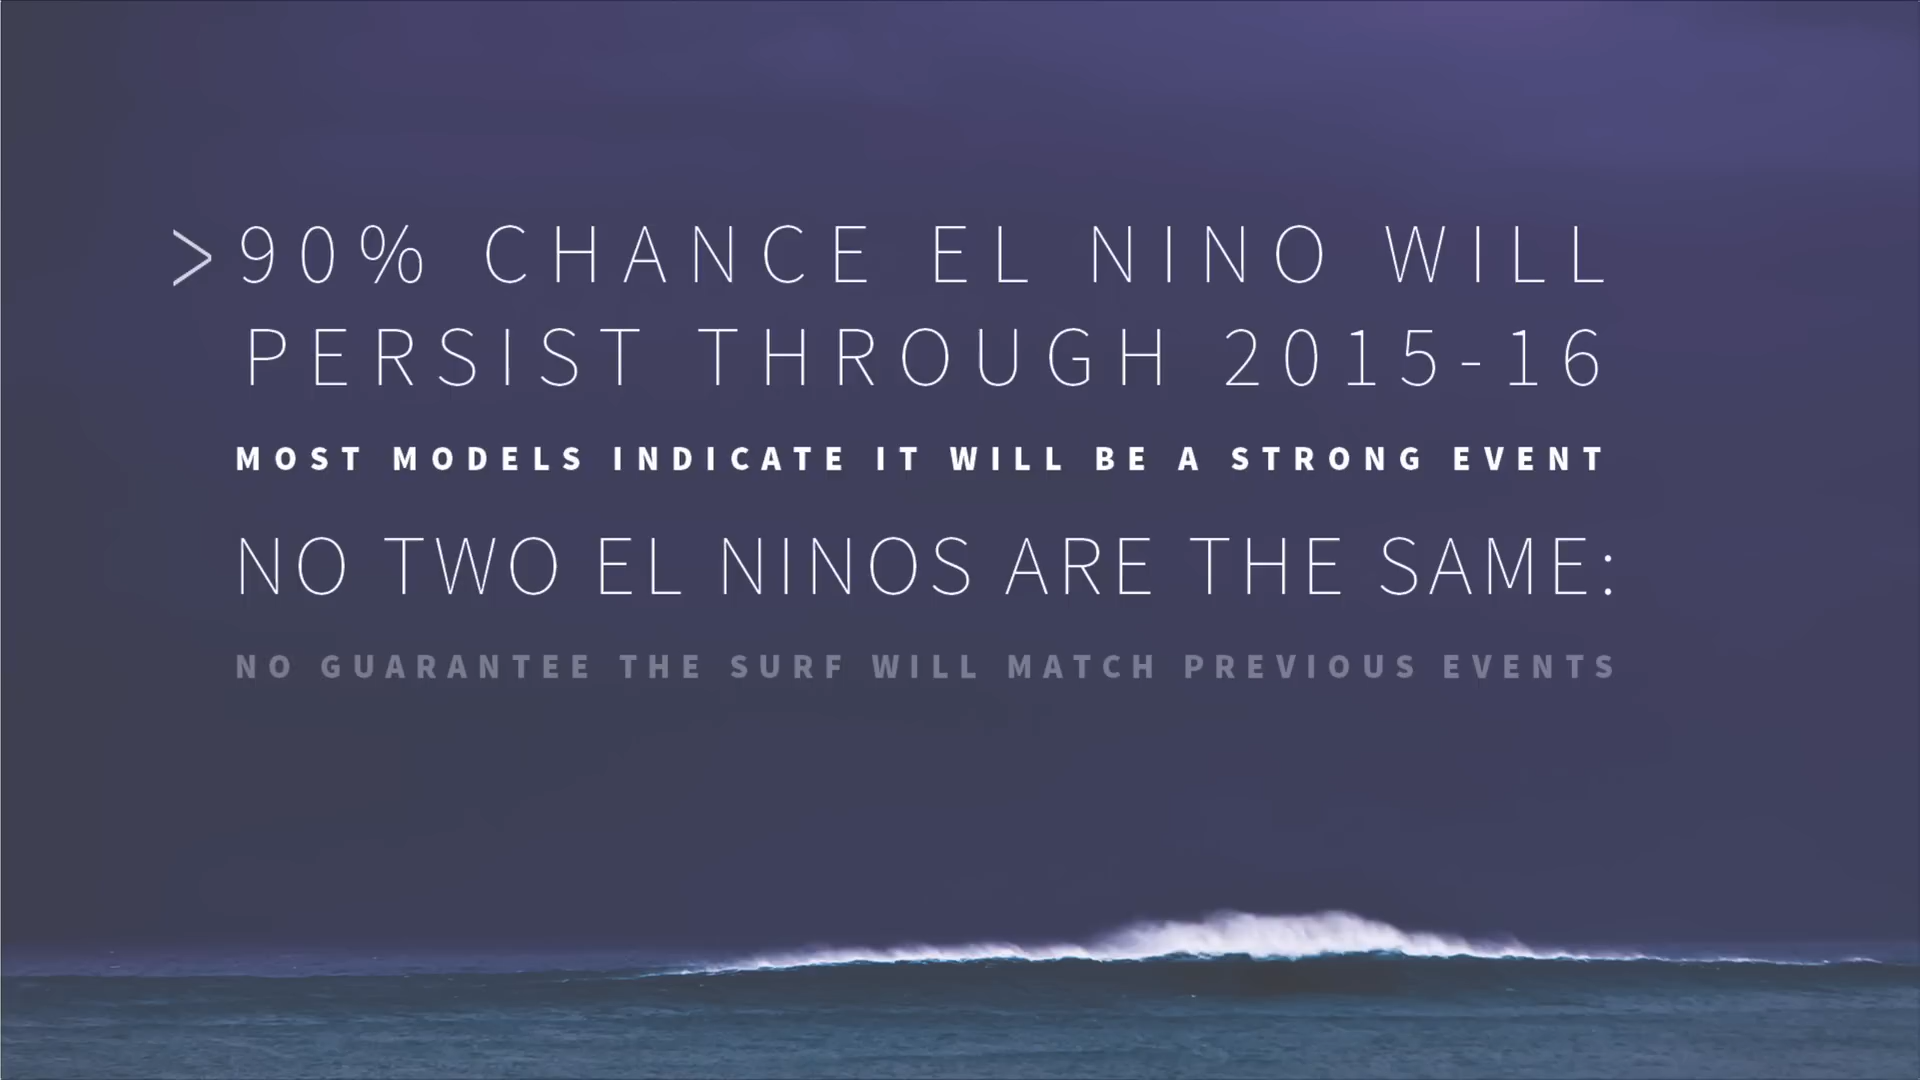 >90% CHANCE EL NINO WILL
PERSIST THROUGH 2015-16
MOST MODELS INDICATE IT WILL BE A STRONG EVENT
NO TWO EL NINOS ARE THE SAME:
NO GUARANTEE THE SURF WILL MATCH PREVIOUS EVENTS